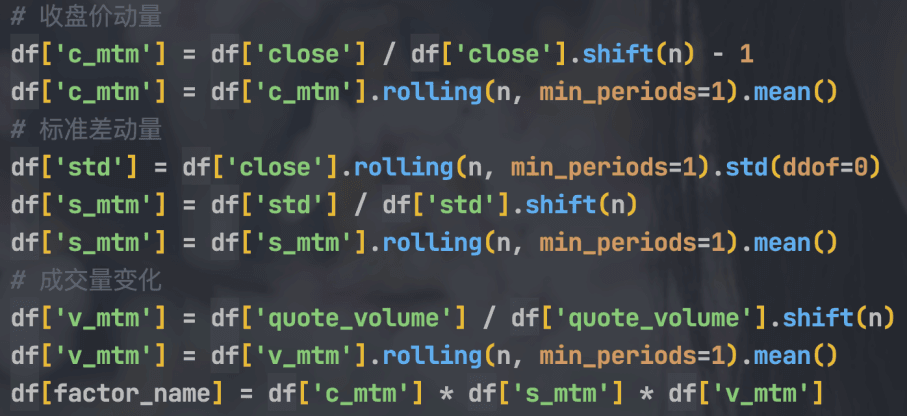 # 收盘价动量
df['c_mtm'] = df['close'] / df['close'].shift(n) - 1
df['c_mtm'] = df['c_mtm'].rolling(n, min_periods=1).mean()
# 标准差动量
df['std'] = df['close'].rolling(n, min_periods=1).std(ddof=0)
df['s_mtm'] = df['std'] / df['std'].shift(n)
df['s_mtm'] = df['s_mtm'].rolling(n, min_periods=1).mean()
# 成交量变化
df['v_mtm'] = df['quote_volume'] / df['quote_volume'].shift(n)
df['v_mtm'] = df['v_mtm'].rolling(n, min_periods=1).mean()
df[factor_name] = df['c_mtm'] * df['s_mtm'] * df['v_mtm']